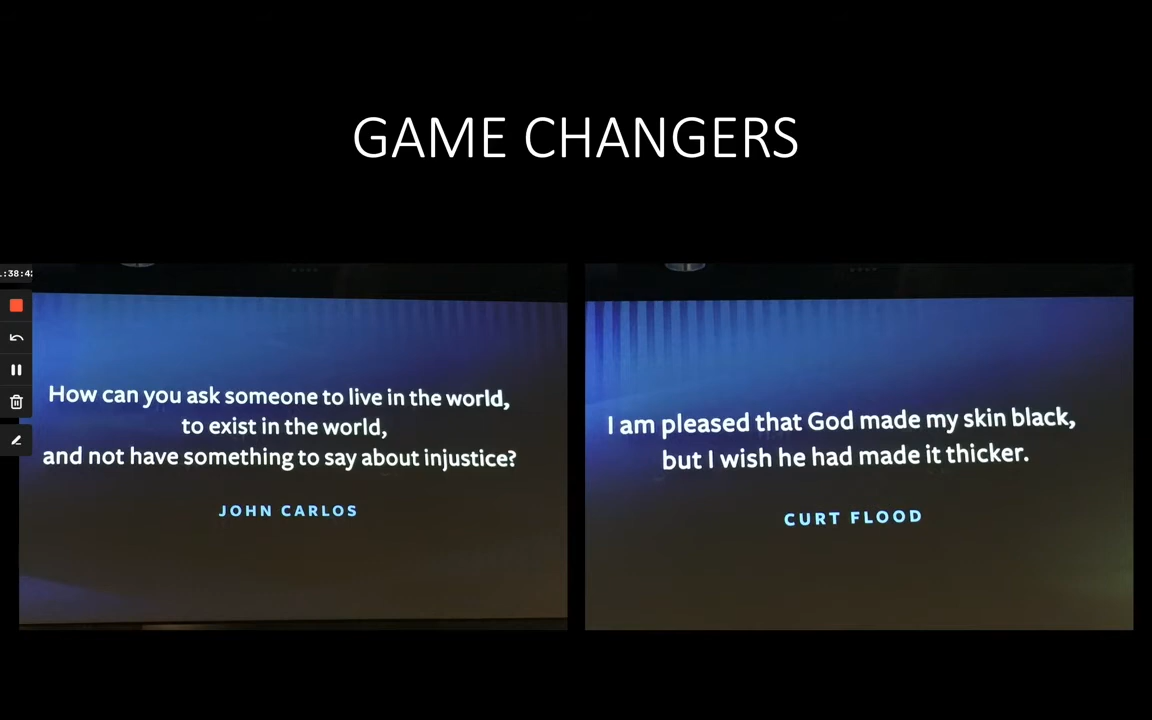 GAME CHANGERS
:38:42
How can you ask someone to live in the world,
to exist in the world,
and not have something to say about injustice?
JOHN CARLOS
I am pleased that God made my skin black,
but I wish he had made it thicker.
CURT FLOOD